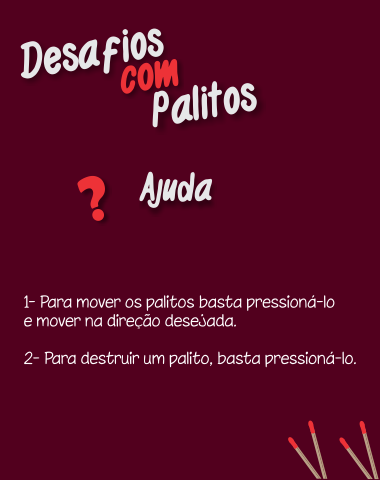 Desafios
com
Palitos
? Ajuda
1- Para mover os palitos basta pressioná-lo
e mover na direção desejada.
2- Para destruir um palito, basta pressioná-lo.